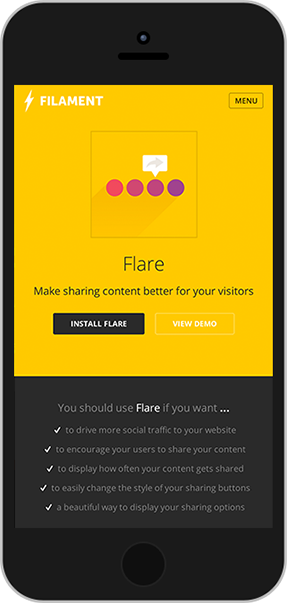 FILAMENT
MENU
Flare
Make sharing content better for your visitors
INSTALL FLARE
VIEW DEMO
You should use Flare if you want ...
to drive more social traffic to your website
to encourage your users to share your content
to display how often your content gets shared
to easily change the style of your sharing buttons
a beautiful way to display your sharing options